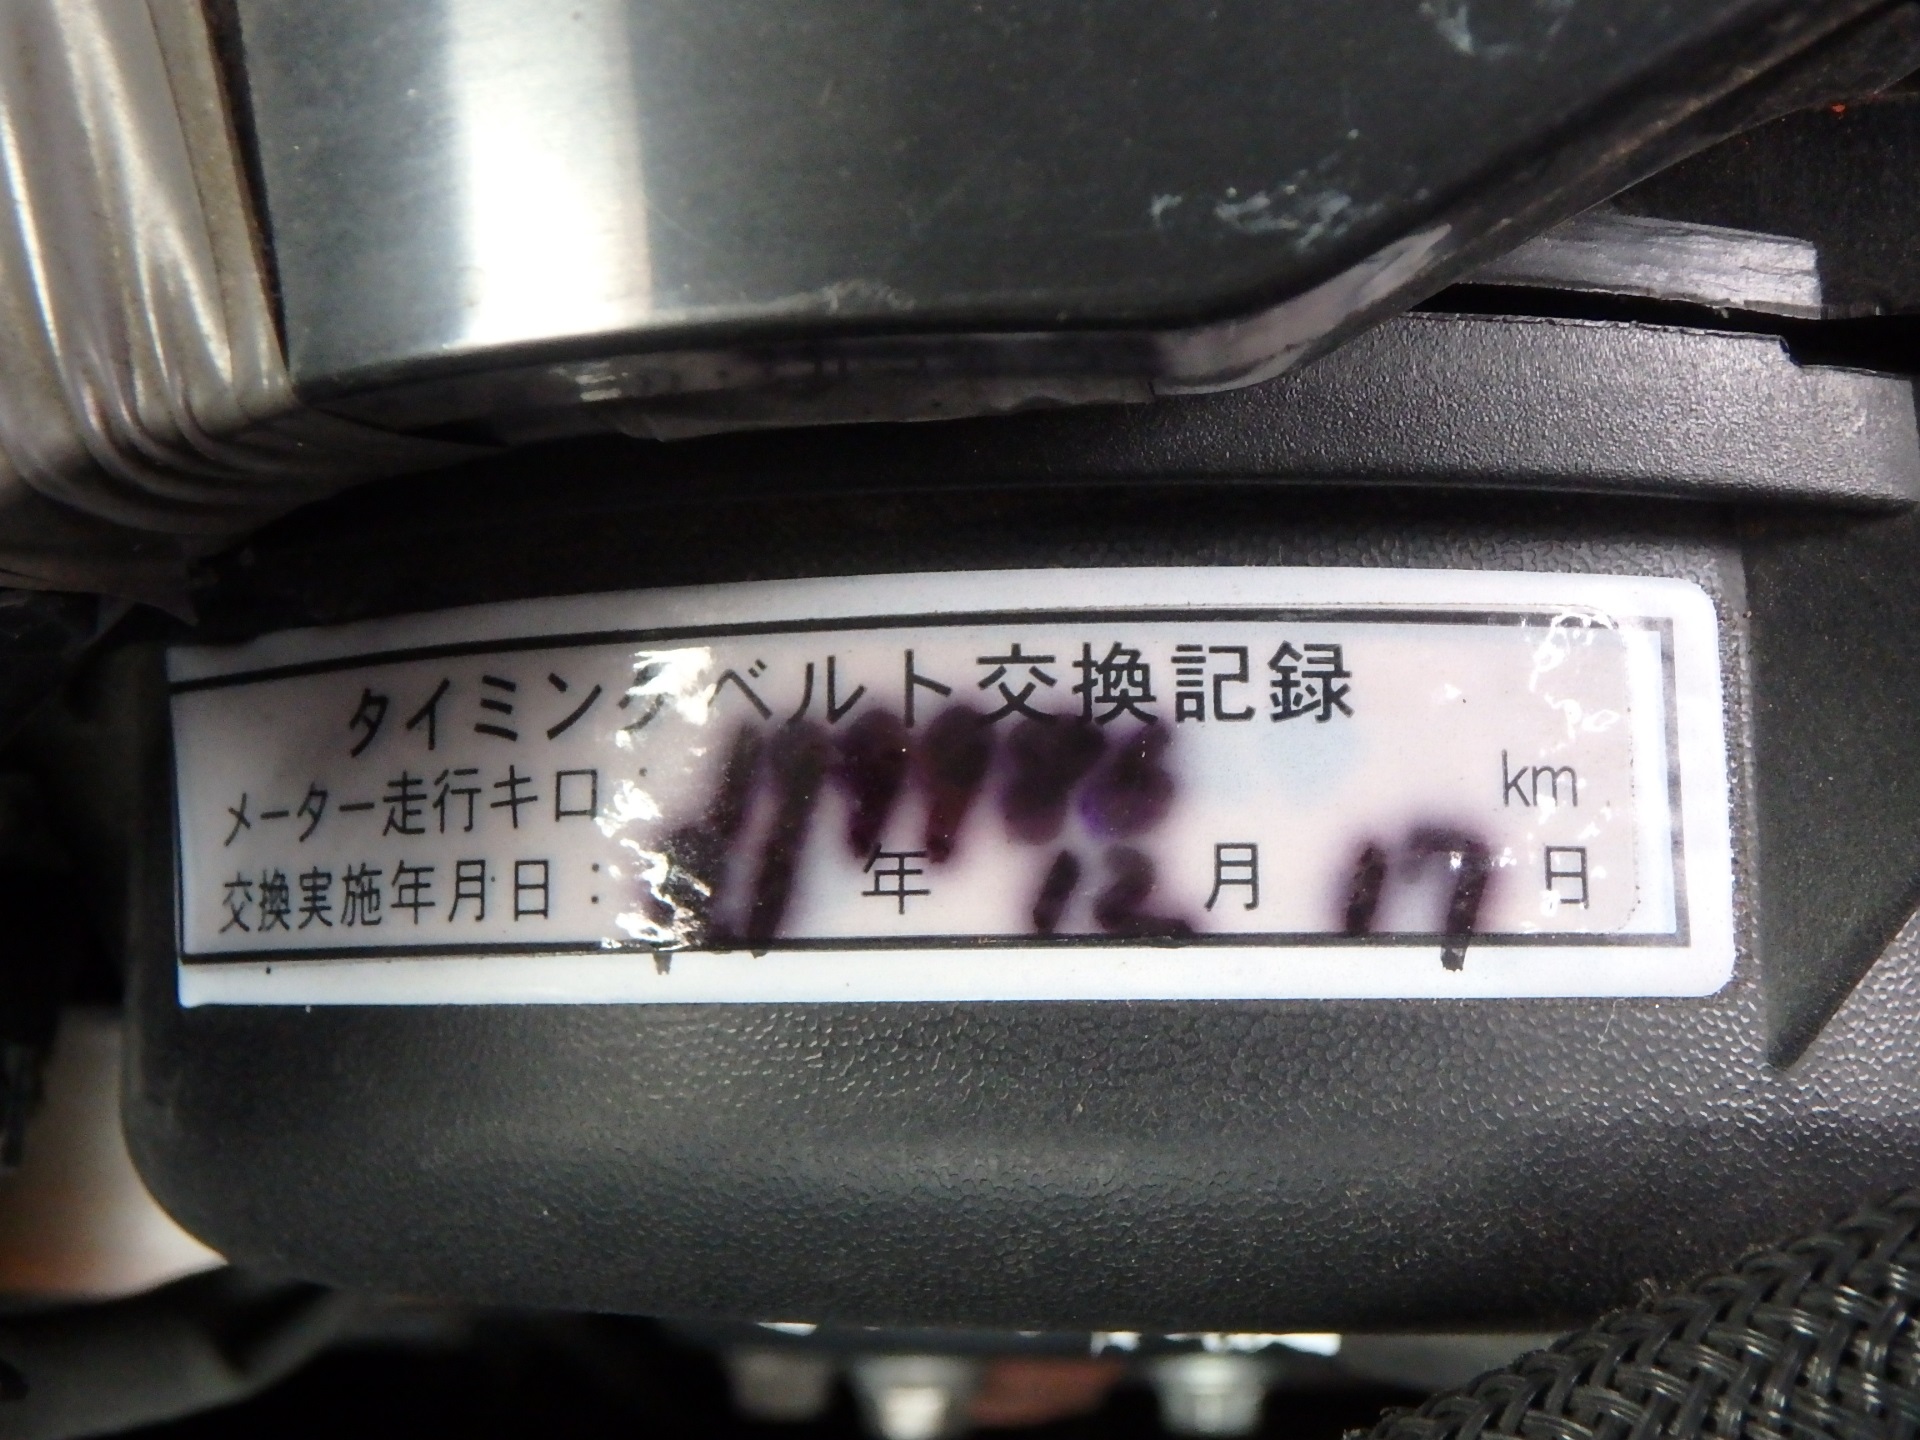 タイミングベルト交換記録
メーター走行キロ: km
交換実施年月日: 年 12 月 17 日